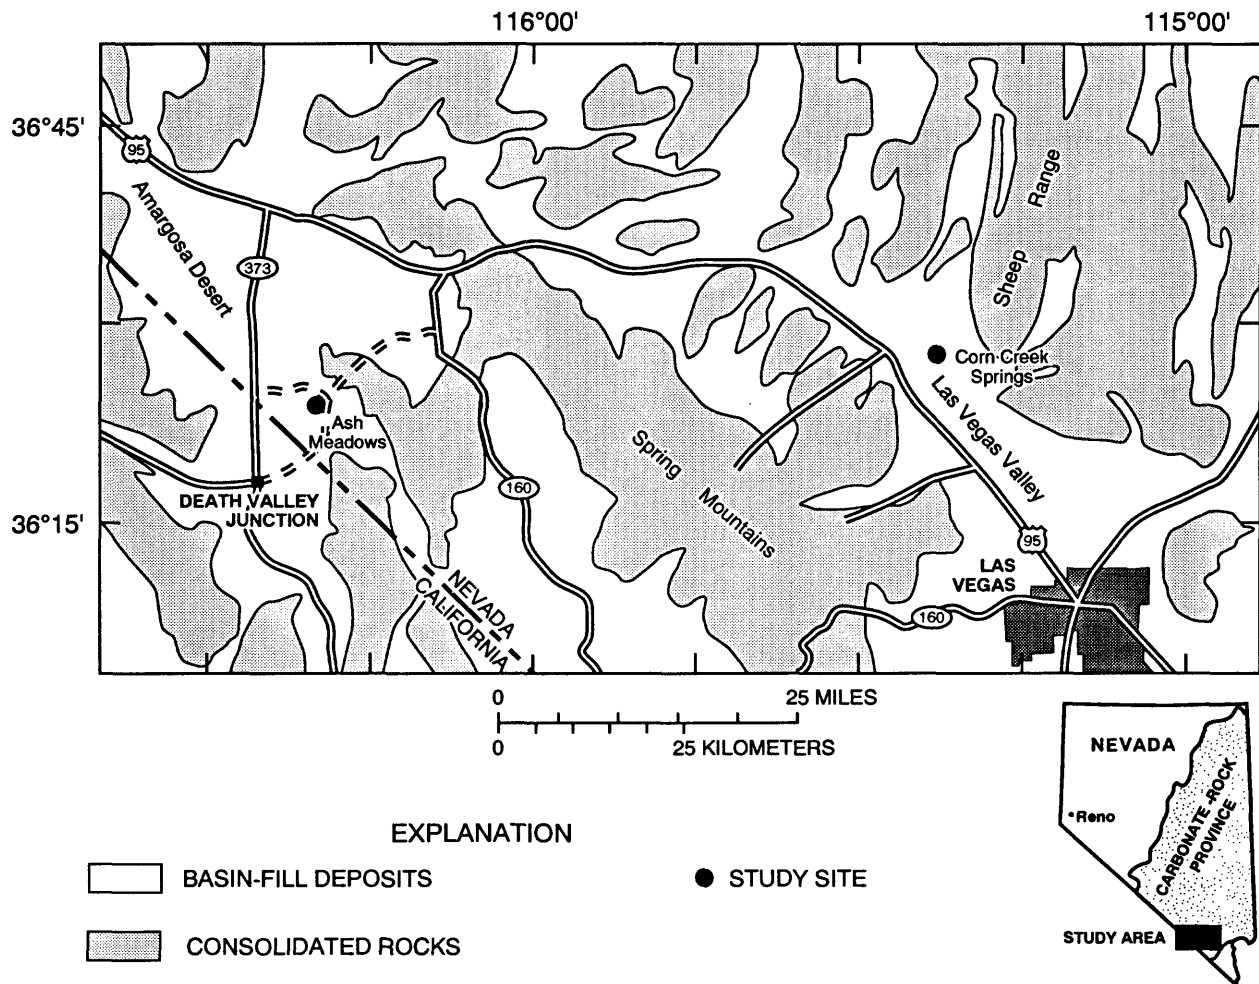 116°00'
115°00'
36°45'
95
Amargosa Desert
373
Sheep Range
Corn Creek
Springs
Ash
Meadows
Las Vegas Valley
Spring
Mountains
160
DEATH VALLEY
JUNCTION
36°15'
95
LAS
VEGAS
NEVADA
CALIFORNIA
160
0
25 MILES
0
25 KILOMETERS
NEVADA
Reno
CARBONATE-ROCK
PROVINCE
STUDY AREA
EXPLANATION
BASIN-FILL DEPOSITS
STUDY SITE
CONSOLIDATED ROCKS